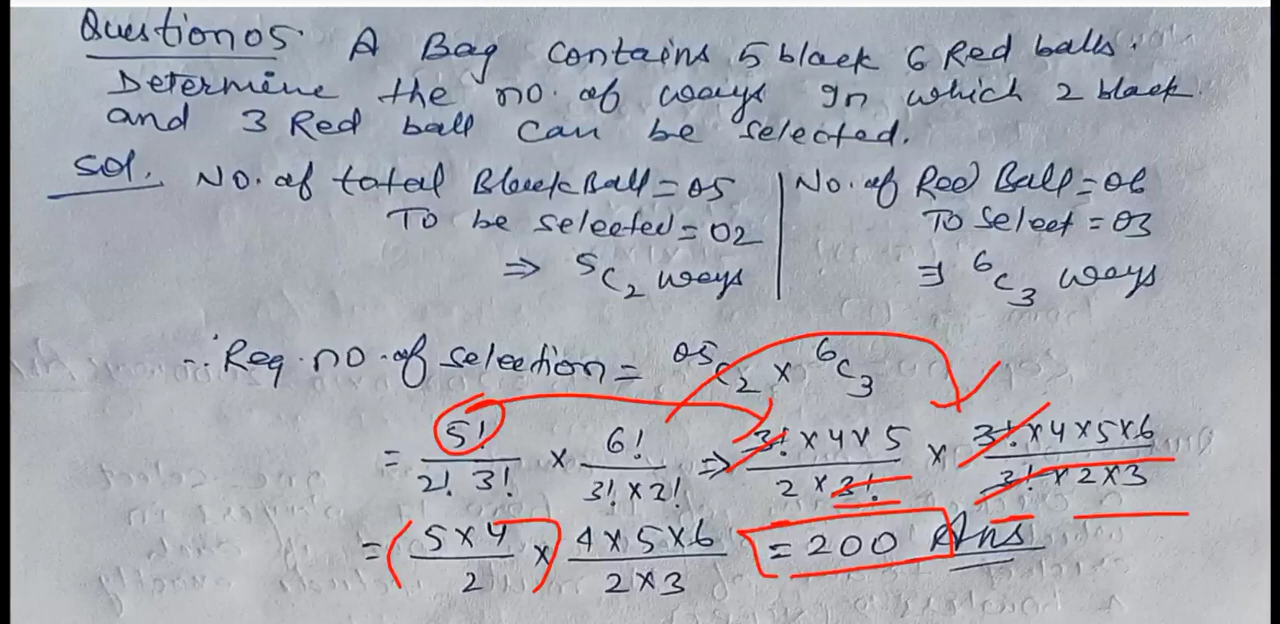 Question 05. A Bag contains 5 black 6 Red balls.
Determine the no. of ways In which 2 black
and 3 Red ball can be selected.
Sol. No. of total Black Ball = 05 | No. of Red Ball = 06
To be selected = 02 | To Select = 03
⇒ ⁵C₂ ways | ⇒ ⁶C₃ ways
∴ Req. no. of selection = ⁰⁵C₂ × ⁶C₃
= 5!/2! 3! × 6!/3! × 3! ⇒ 3! × 4 × 5/2 × 3! × 3! × 4 × 5 × 6/3! × 2 × 3
= (5 × 4/2) × 4 × 5 × 6/2 × 3 = 200 Ans